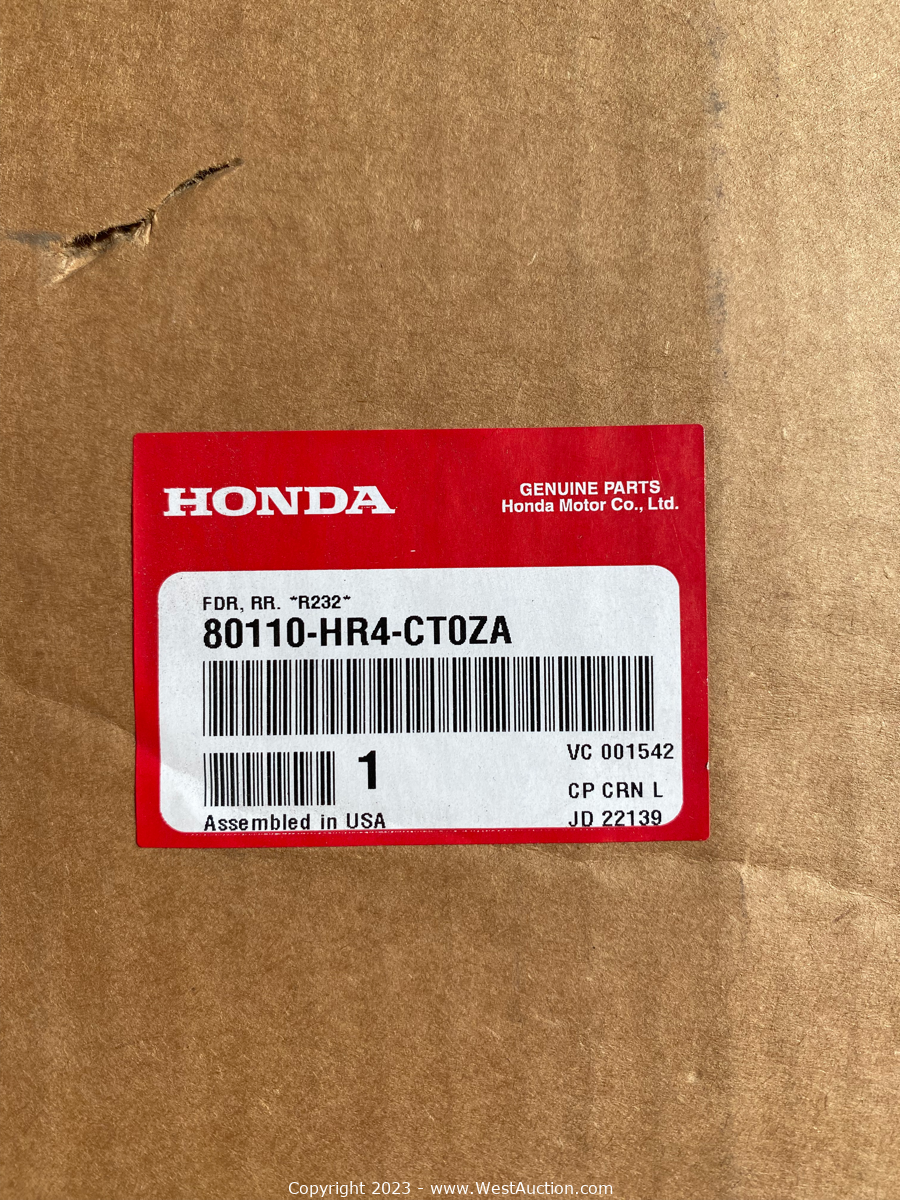 HONDA
GENUINE PARTS
Honda Motor Co., Ltd.
FDR, RR. *R232*
80110-HR4-CT0ZA
1
VC 001542
CP CRN L
Assembled in USA
JD 22139
Copyright 2023 - www.WestAuction.com